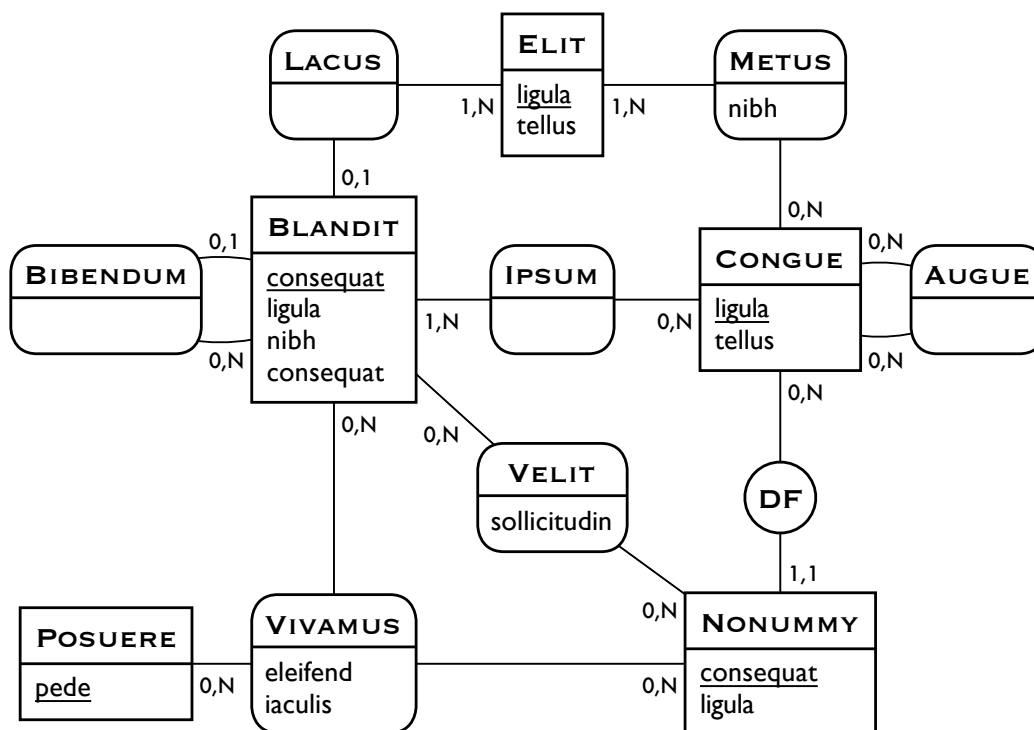 LACUS
1,N
0,1
ELIT
ligula
tellus
1,N
METUS
nibh
0,N
BIBENDUM
0,1
0,N
BLANDIT
consequat
ligula
nibh
consequat
1,N
0,N
0,N
IPSUM
0,N
CONGUE
ligula
tellus
0,N
0,N
0,N
AUGUE
VELIT
sollicitudin
0,N
DF
1,1
POSUERE
pede
0,N
VIVAMUS
eleifend
iaculis
0,N
NONUMMY
consequat
ligula